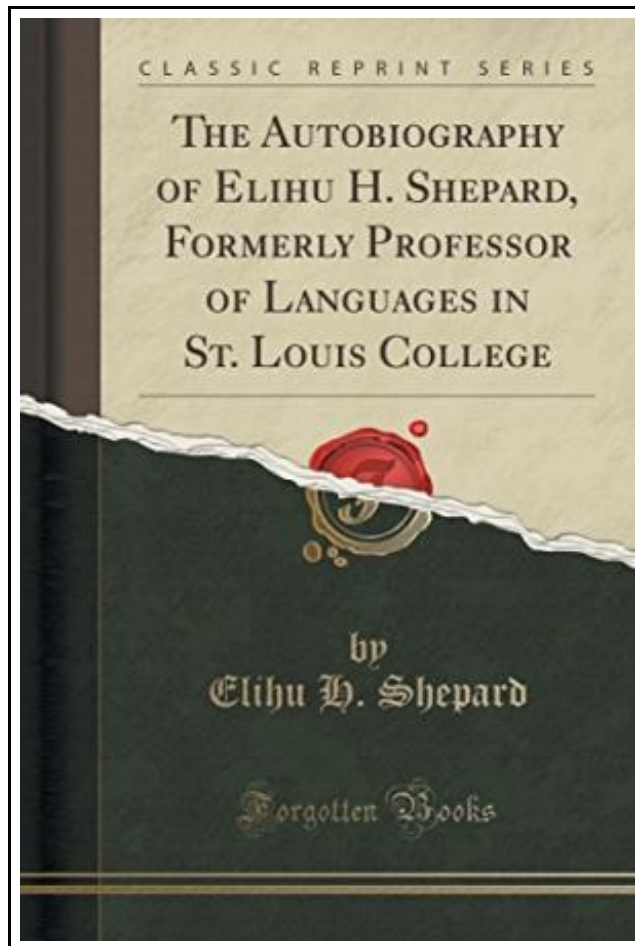 CLASSIC REPRINT SERIES
THE AUTOBIOGRAPHY
OF ELIHU H. SHEPARD,
FORMERLY PROFESSOR
OF LANGUAGES IN
ST. LOUIS COLLEGE
by
Elihu H. Shepard
Forgotten Books